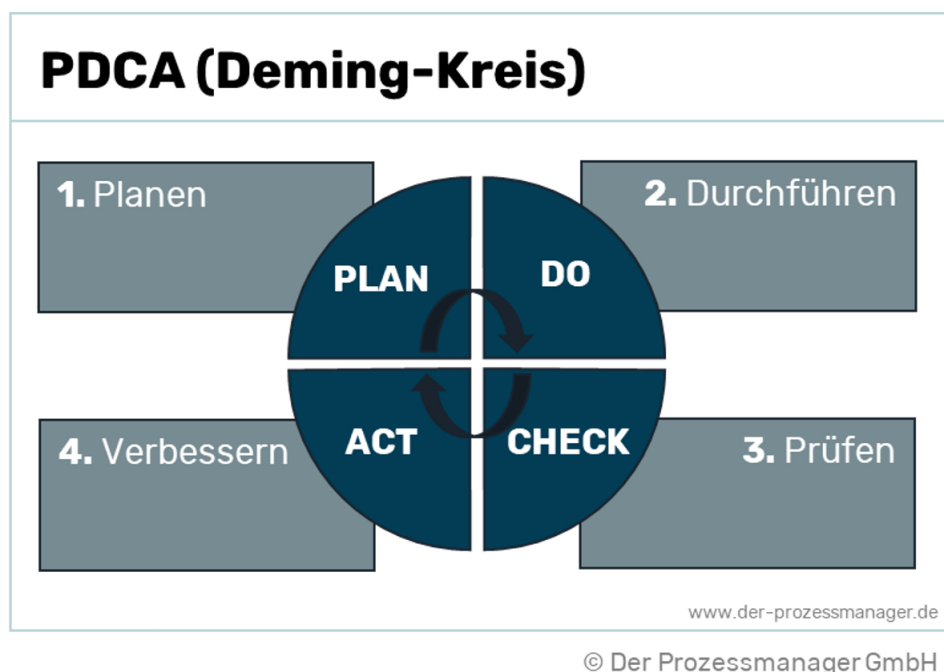 PDCA (Deming-Kreis)
1. Planen
2. Durchführen
PLAN
DO
ACT
CHECK
4. Verbessern
3. Prüfen
www.der-prozessmanager.de
© Der Prozessmanager GmbH